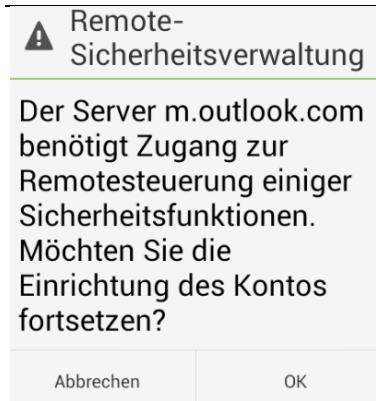 Remote-
Sicherheitsverwaltung
Der Server m.outlook.com
benötigt Zugang zur
Remotesteuerung einiger
Sicherheitsfunktionen.
Möchten Sie die
Einrichtung des Kontos
fortsetzen?
Abbrechen
OK